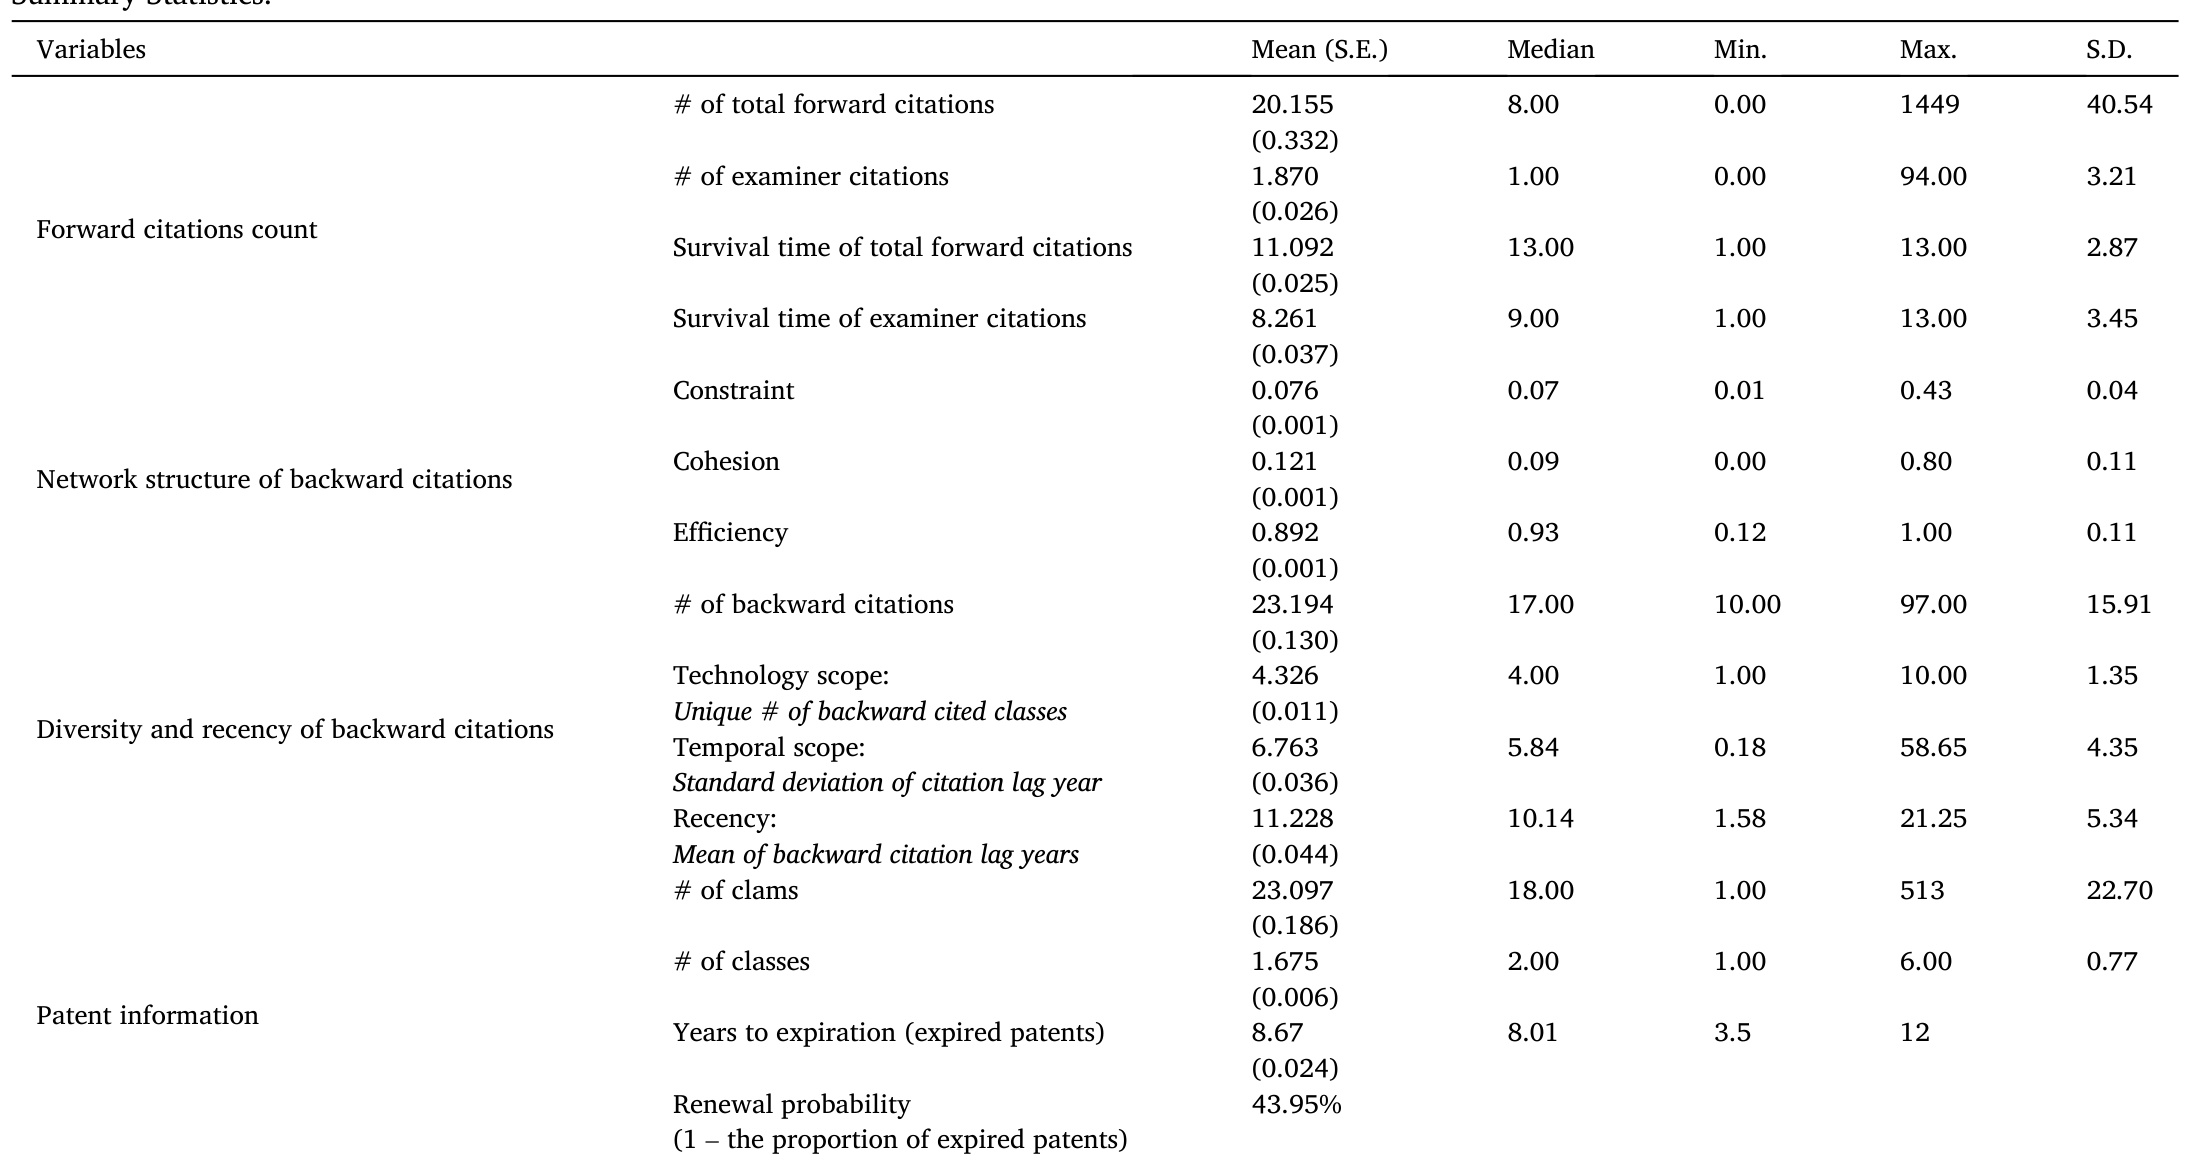 Summary Statistics.
Variables Mean (S.E.) Median Min. Max. S.D.
# of total forward citations 20.155 8.00 0.00 1449 40.54
(0.332)
# of examiner citations 1.870 1.00 0.00 94.00 3.21
(0.026)
Forward citations count
Survival time of total forward citations 11.092 13.00 1.00 13.00 2.87
(0.025)
Survival time of examiner citations 8.261 9.00 1.00 13.00 3.45
(0.037)
Constraint 0.076 0.07 0.01 0.43 0.04
(0.001)
Cohesion 0.121 0.09 0.00 0.80 0.11
Network structure of backward citations
(0.001)
Efficiency 0.892 0.93 0.12 1.00 0.11
(0.001)
# of backward citations 23.194 17.00 10.00 97.00 15.91
(0.130)
Technology scope: 4.326 4.00 1.00 10.00 1.35
Unique # of backward cited classes (0.011)
Diversity and recency of backward citations
Temporal scope: 6.763 5.84 0.18 58.65 4.35
Standard deviation of citation lag year (0.036)
Recency: 11.228 10.14 1.58 21.25 5.34
Mean of backward citation lag years (0.044)
# of clams 23.097 18.00 1.00 513 22.70
(0.186)
# of classes 1.675 2.00 1.00 6.00 0.77
(0.006)
Patent information
Years to expiration (expired patents) 8.67 8.01 3.5 12
(0.024)
Renewal probability 43.95%
(1 – the proportion of expired patents)